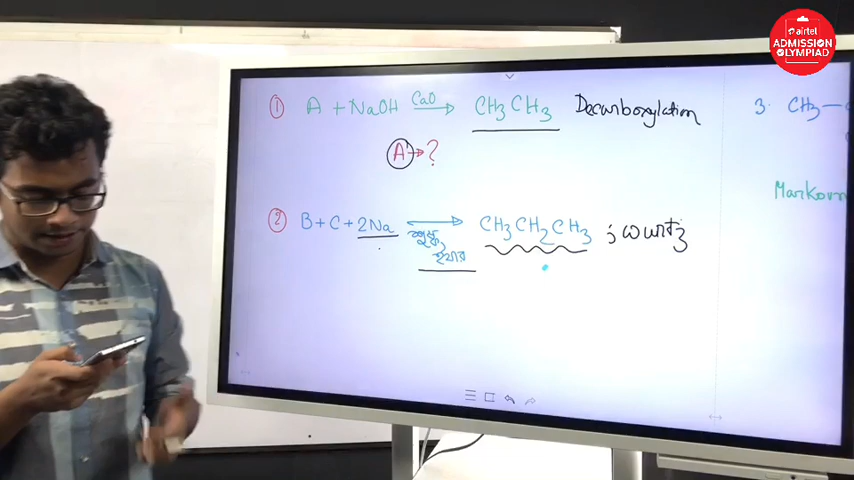 airtel
ADMISSION
OLYMPIAD
① A + NaOH CaO → CH3CH3 Decarboxylation
A → ?
② B + C + 2Na → CH3CH2CH3 ; wurtz
শুষ্ক
ইথার
3. CH3 —
Markovn